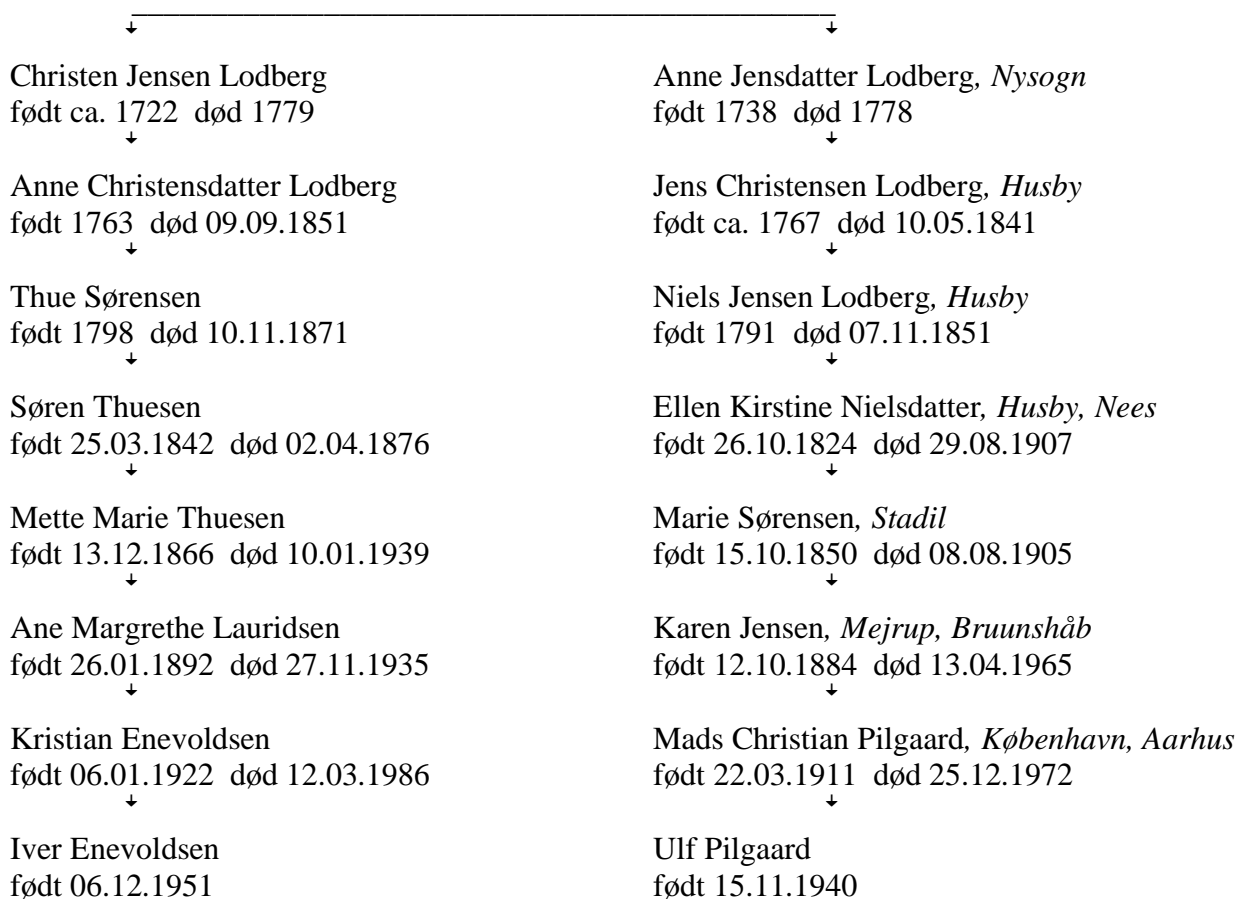 Christen Jensen Lodberg
født ca. 1722 død 1779
Anne Jensdatter Lodberg, Nysogn
født 1738 død 1778
Anne Christensdatter Lodberg
født 1763 død 09.09.1851
Jens Christensen Lodberg, Husby
født ca. 1767 død 10.05.1841
Thue Sørensen
født 1798 død 10.11.1871
Niels Jensen Lodberg, Husby
født 1791 død 07.11.1851
Søren Thuesen
født 25.03.1842 død 02.04.1876
Ellen Kirstine Nielsdatter, Husby, Nees
født 26.10.1824 død 29.08.1907
Mette Marie Thuesen
født 13.12.1866 død 10.01.1939
Marie Sørensen, Stadil
født 15.10.1850 død 08.08.1905
Ane Margrethe Lauridsen
født 26.01.1892 død 27.11.1935
Karen Jensen, Mejrup, Bruunshåb
født 12.10.1884 død 13.04.1965
Kristian Enevoldsen
født 06.01.1922 død 12.03.1986
Mads Christian Pilgaard, København, Aarhus
født 22.03.1911 død 25.12.1972
Iver Enevoldsen
født 06.12.1951
Ulf Pilgaard
født 15.11.1940